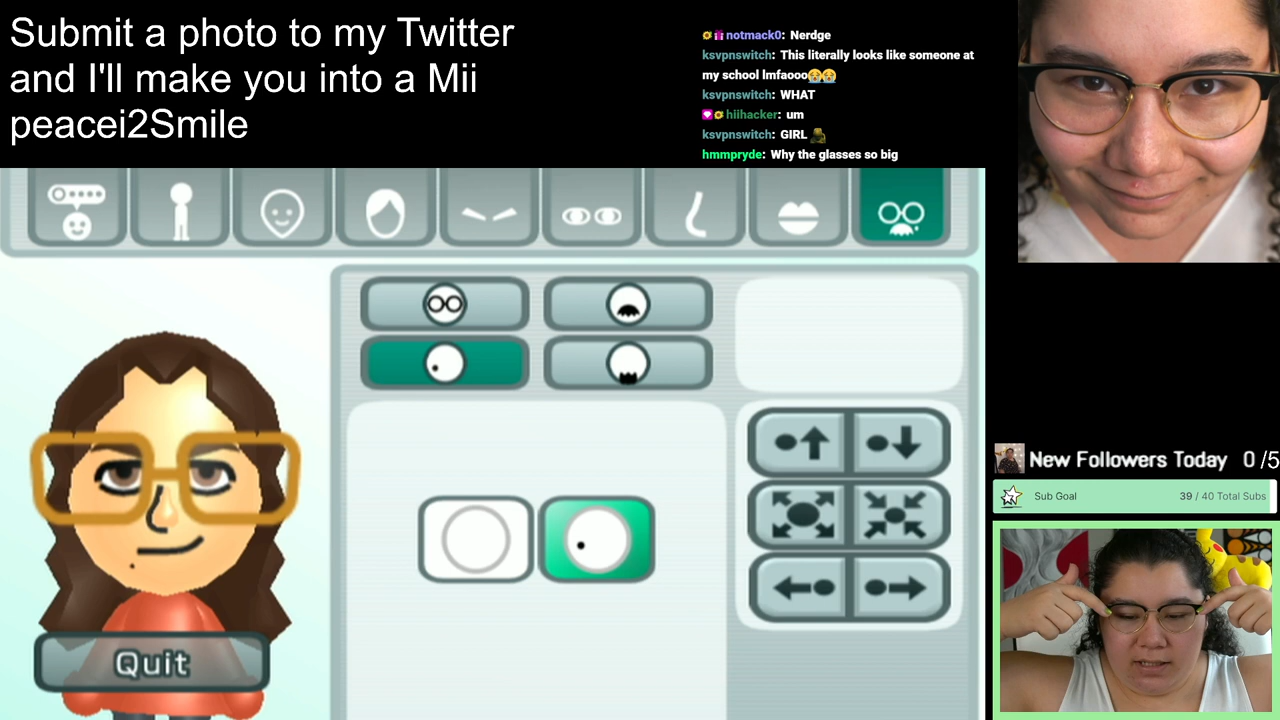 Submit a photo to my Twitter
and I'll make you into a Mii
peacei2Smile
notmack0: Nerdge
ksvpnswitch: This literally looks like someone at
my school lmfaooo😭😭
ksvpnswitch: WHAT
hiihacker: um
ksvpnswitch: GIRL
hmmpryde: Why the glasses so big
Quit
New Followers Today 0 /5
Sub Goal 39 / 40 Total Subs